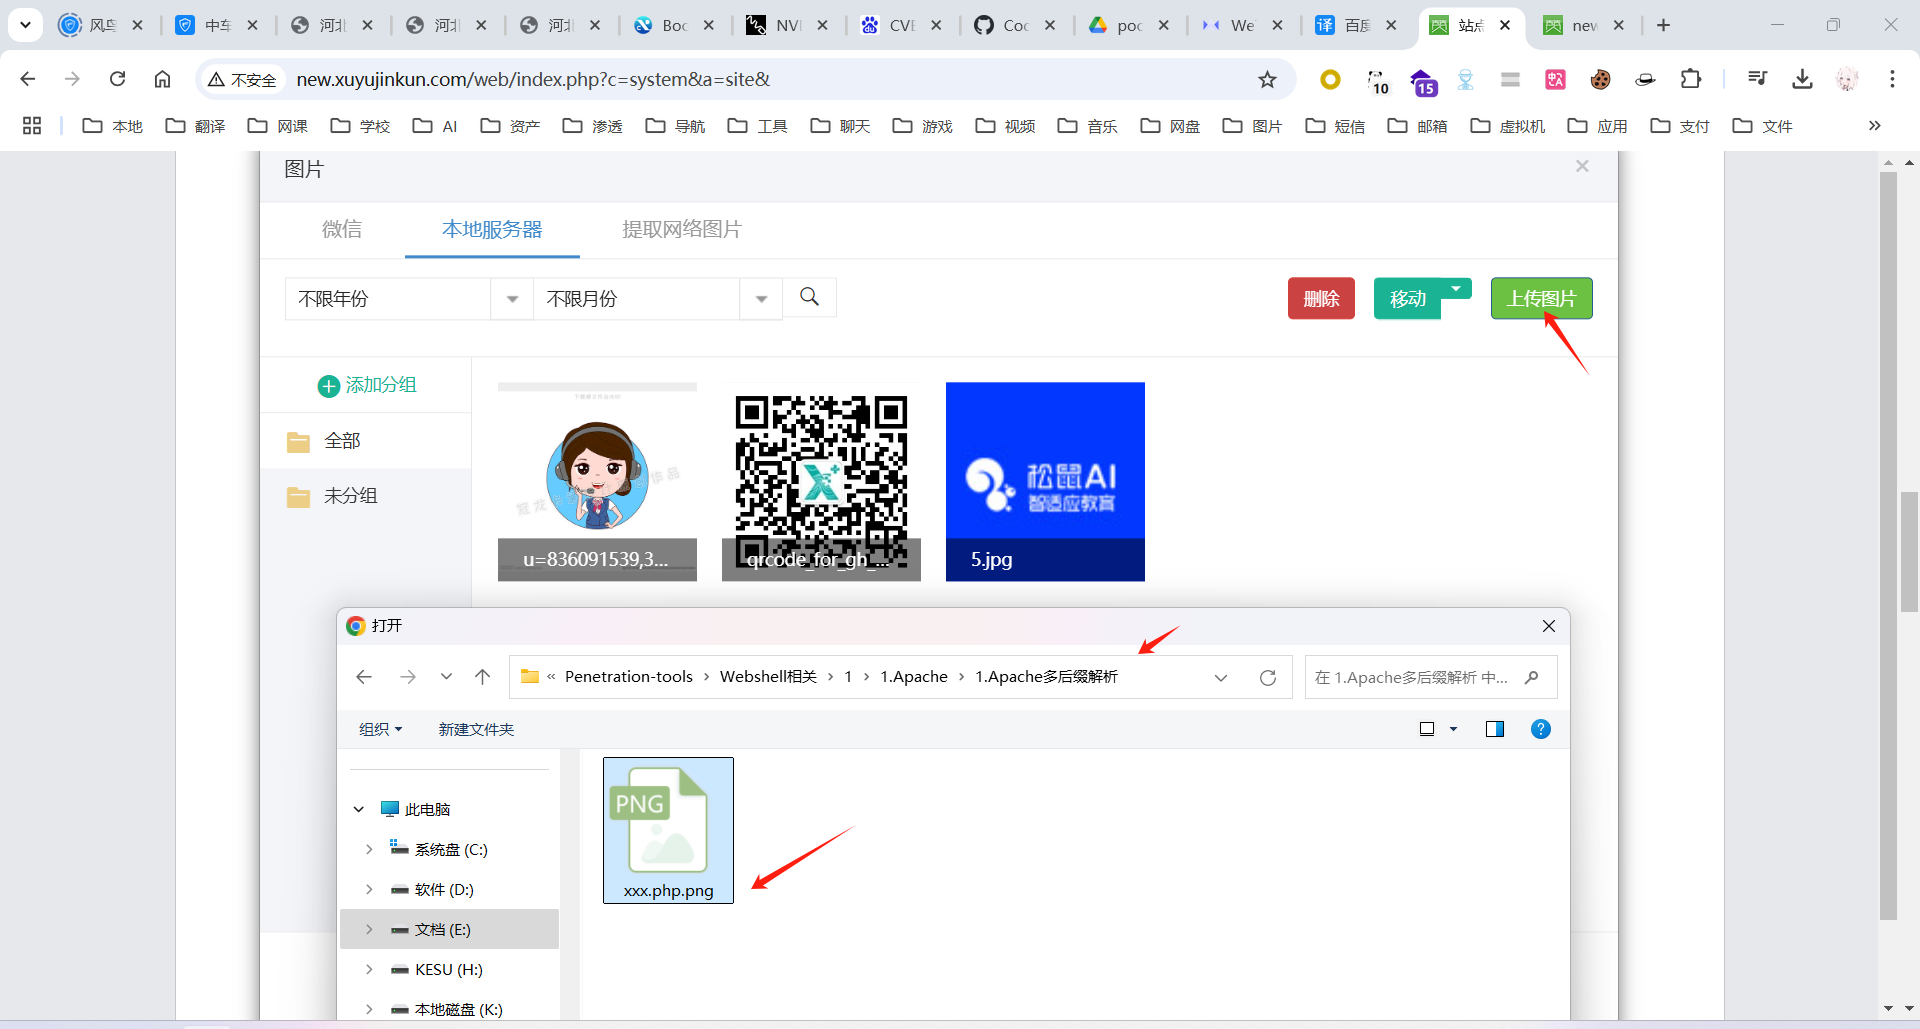 风鸟
中车
河北
河北
河北
Boc
NVI
CVE
Coc
poc
We
百度
站点
new
不安全
new.xuyujinkun.com/web/index.php?c=system&a=site&
10
15
本地
翻译
网课
学校
AI
资产
渗透
导航
工具
聊天
游戏
视频
音乐
网盘
图片
短信
邮箱
虚拟机
应用
支付
文件
图片
微信
本地服务器
提取网络图片
不限年份
不限月份
删除
移动
上传图片
添加分组
全部
未分组
u=836091539,3...
qrcode_for_gh_...
松鼠AI
智适应教育
5.jpg
打开
« Penetration-tools › Webshell相关 › 1 › 1.Apache › 1.Apache多后缀解析
在 1.Apache多后缀解析 中...
组织
新建文件夹
此电脑
系统盘 (C:)
软件 (D:)
文档 (E:)
KESU (H:)
本地磁盘 (K:)
PNG
xxx.php.png